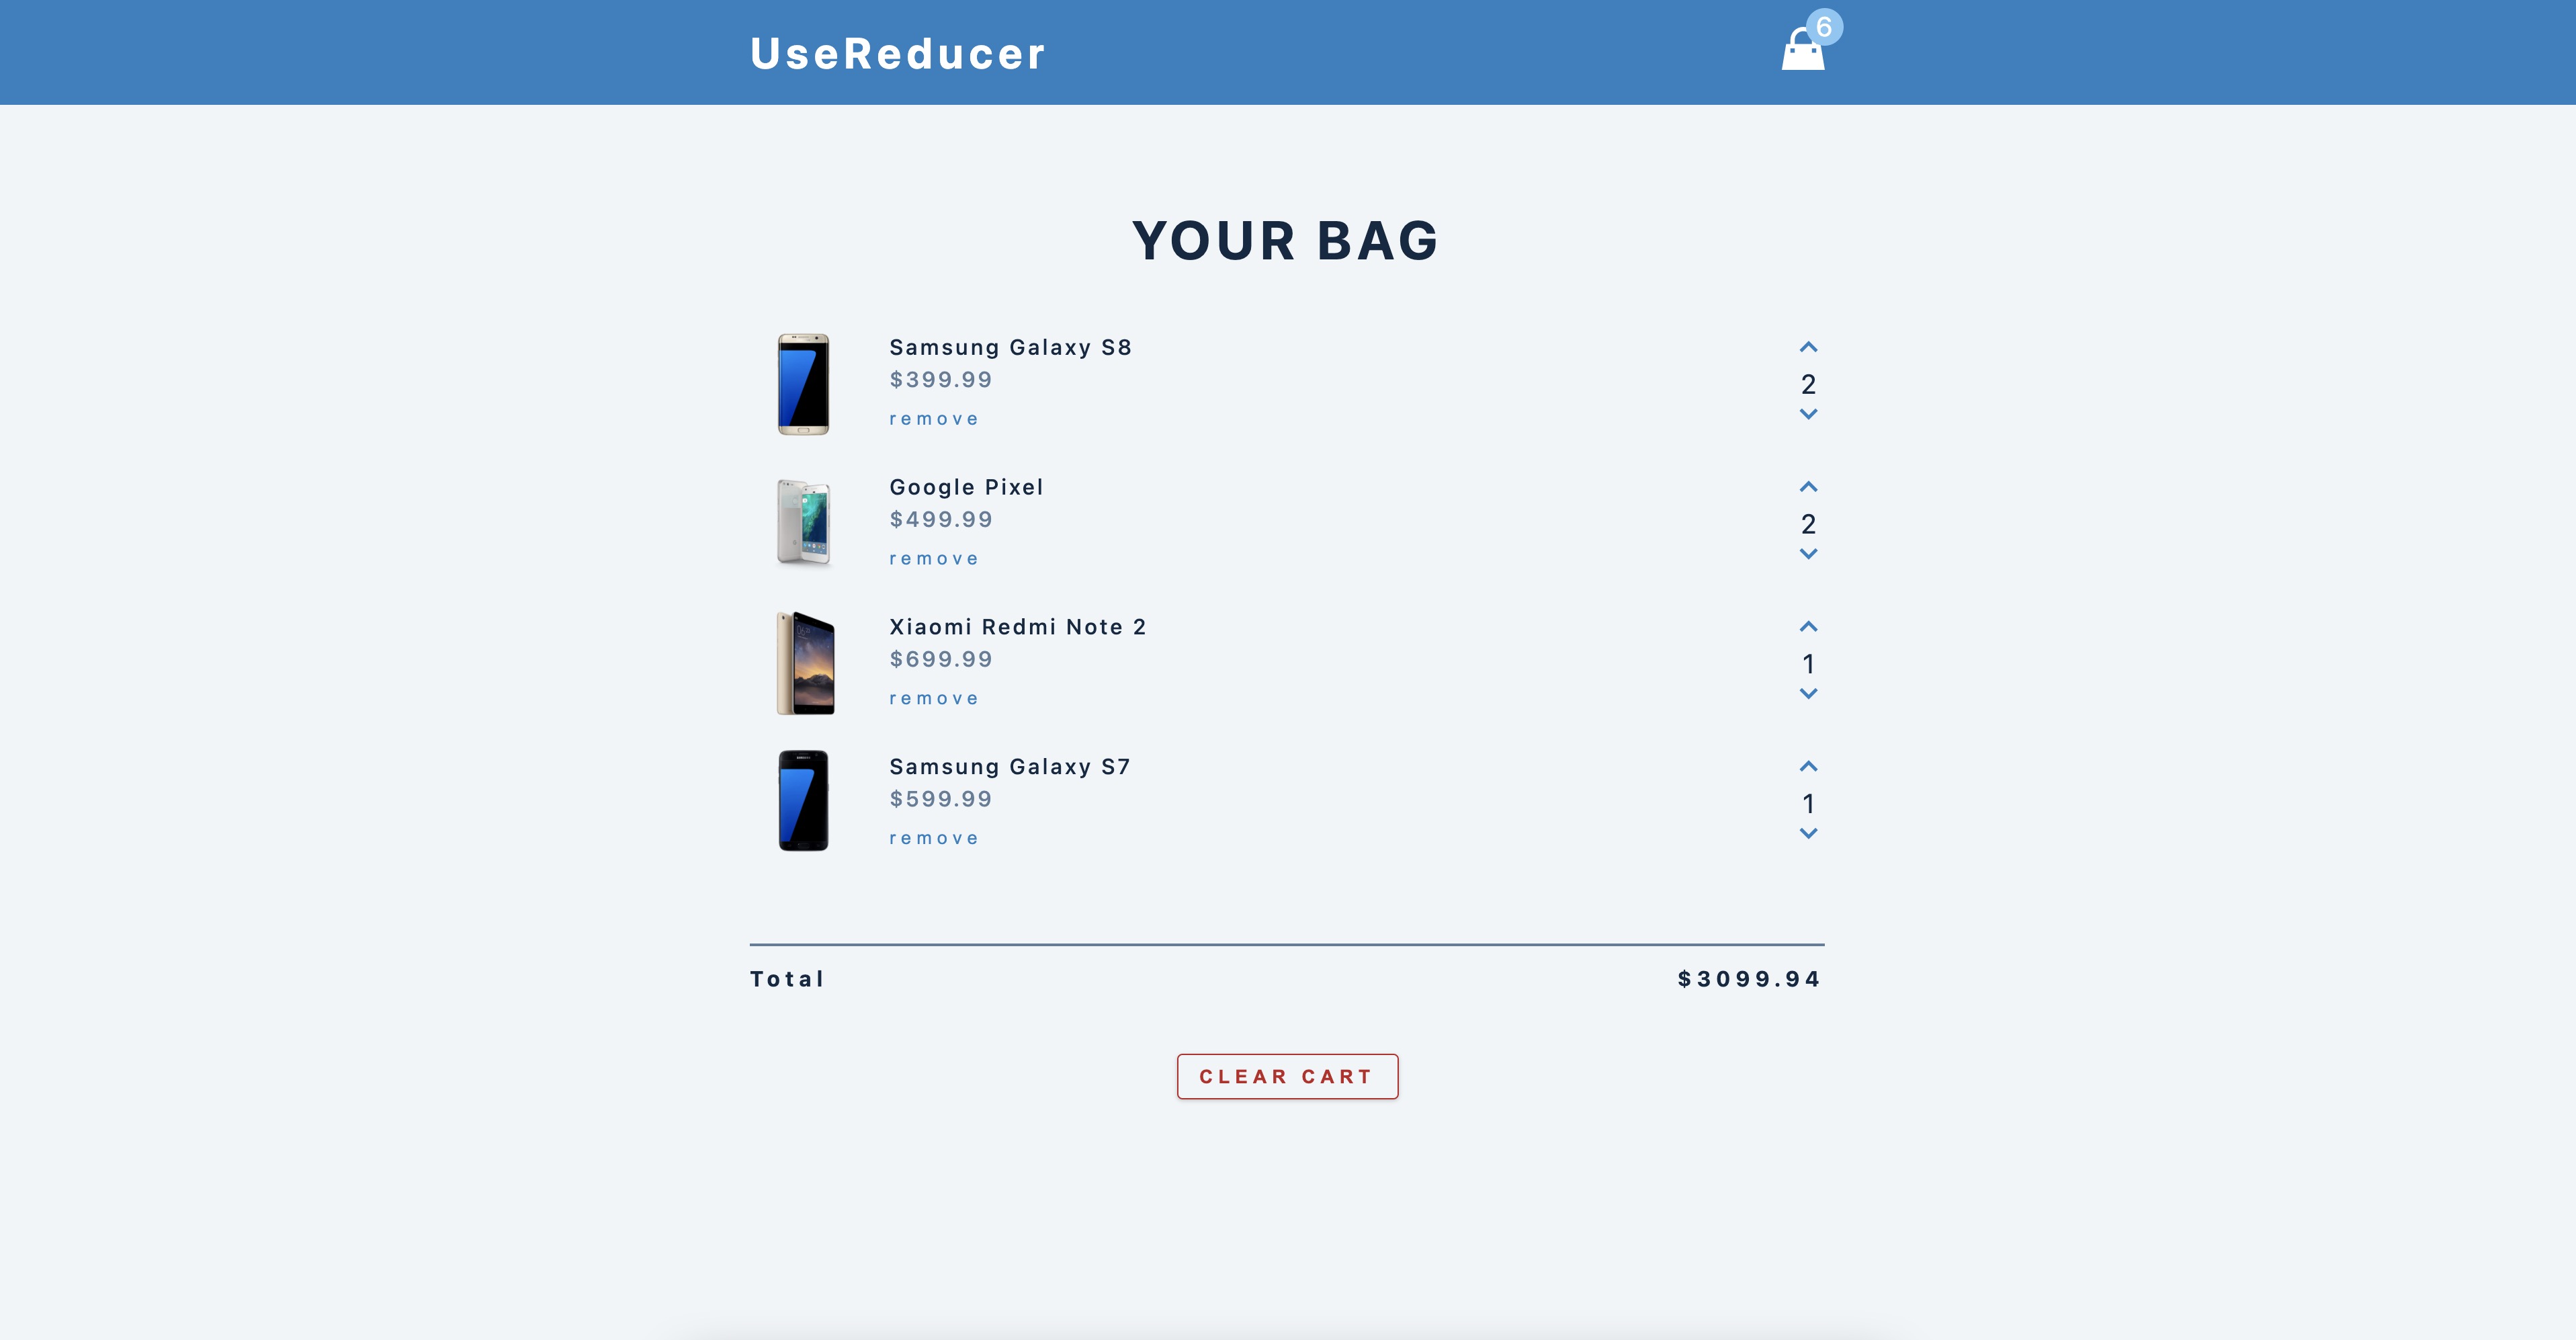 UseReducer
6
YOUR BAG
Samsung Galaxy S8
$399.99
remove
2
Google Pixel
$499.99
remove
2
Xiaomi Redmi Note 2
$699.99
remove
1
Samsung Galaxy S7
$599.99
remove
1
Total
$3099.94
CLEAR CART